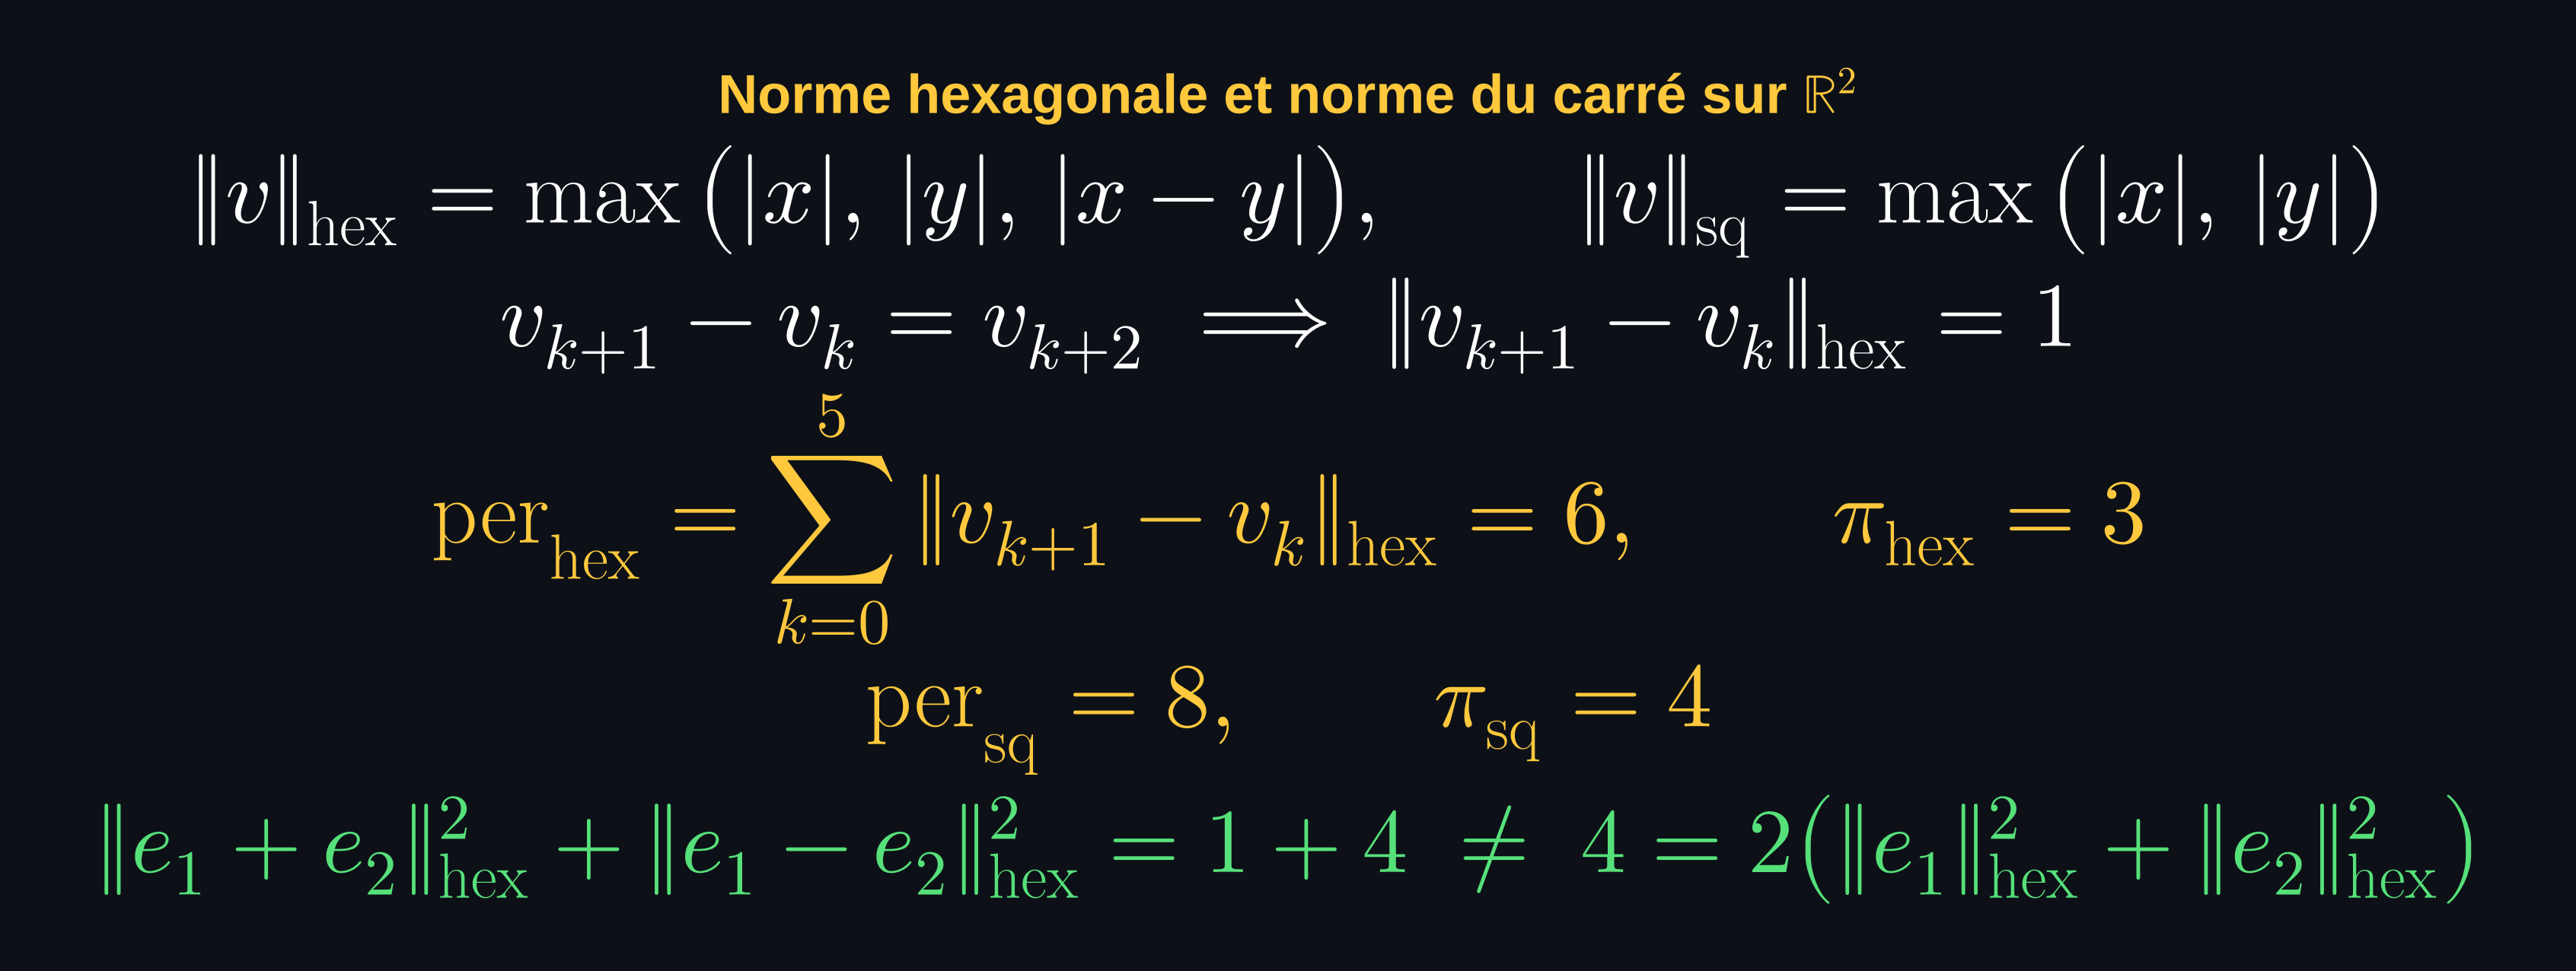 Norme hexagonale et norme du carré sur ℝ²
‖v‖_hex = max(|x|, |y|, |x − y|),  ‖v‖_sq = max(|x|, |y|)
v_{k+1} − v_k = v_{k+2} ⟹ ‖v_{k+1} − v_k‖_hex = 1
per_hex = ∑_{k=0}^{5} ‖v_{k+1} − v_k‖_hex = 6,  π_hex = 3
per_sq = 8,  π_sq = 4
‖e_1 + e_2‖²_hex + ‖e_1 − e_2‖²_hex = 1 + 4 ≠ 4 = 2(‖e_1‖²_hex + ‖e_2‖²_hex)